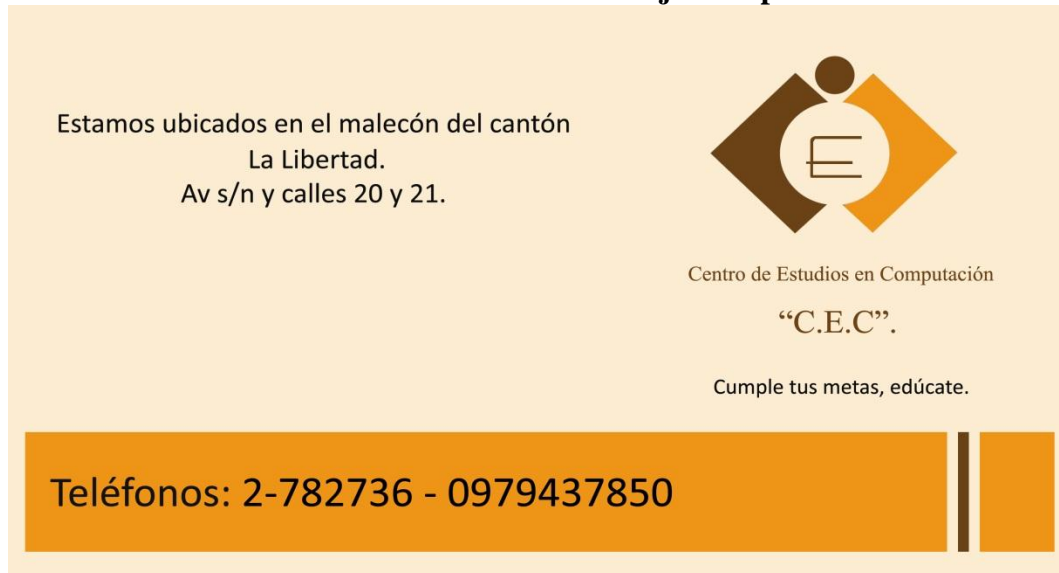 Estamos ubicados en el malecón del cantón
La Libertad.
Av s/n y calles 20 y 21.
E
Centro de Estudios en Computación
“C.E.C”.
Cumple tus metas, edúcate.
Teléfonos: 2-782736 - 0979437850